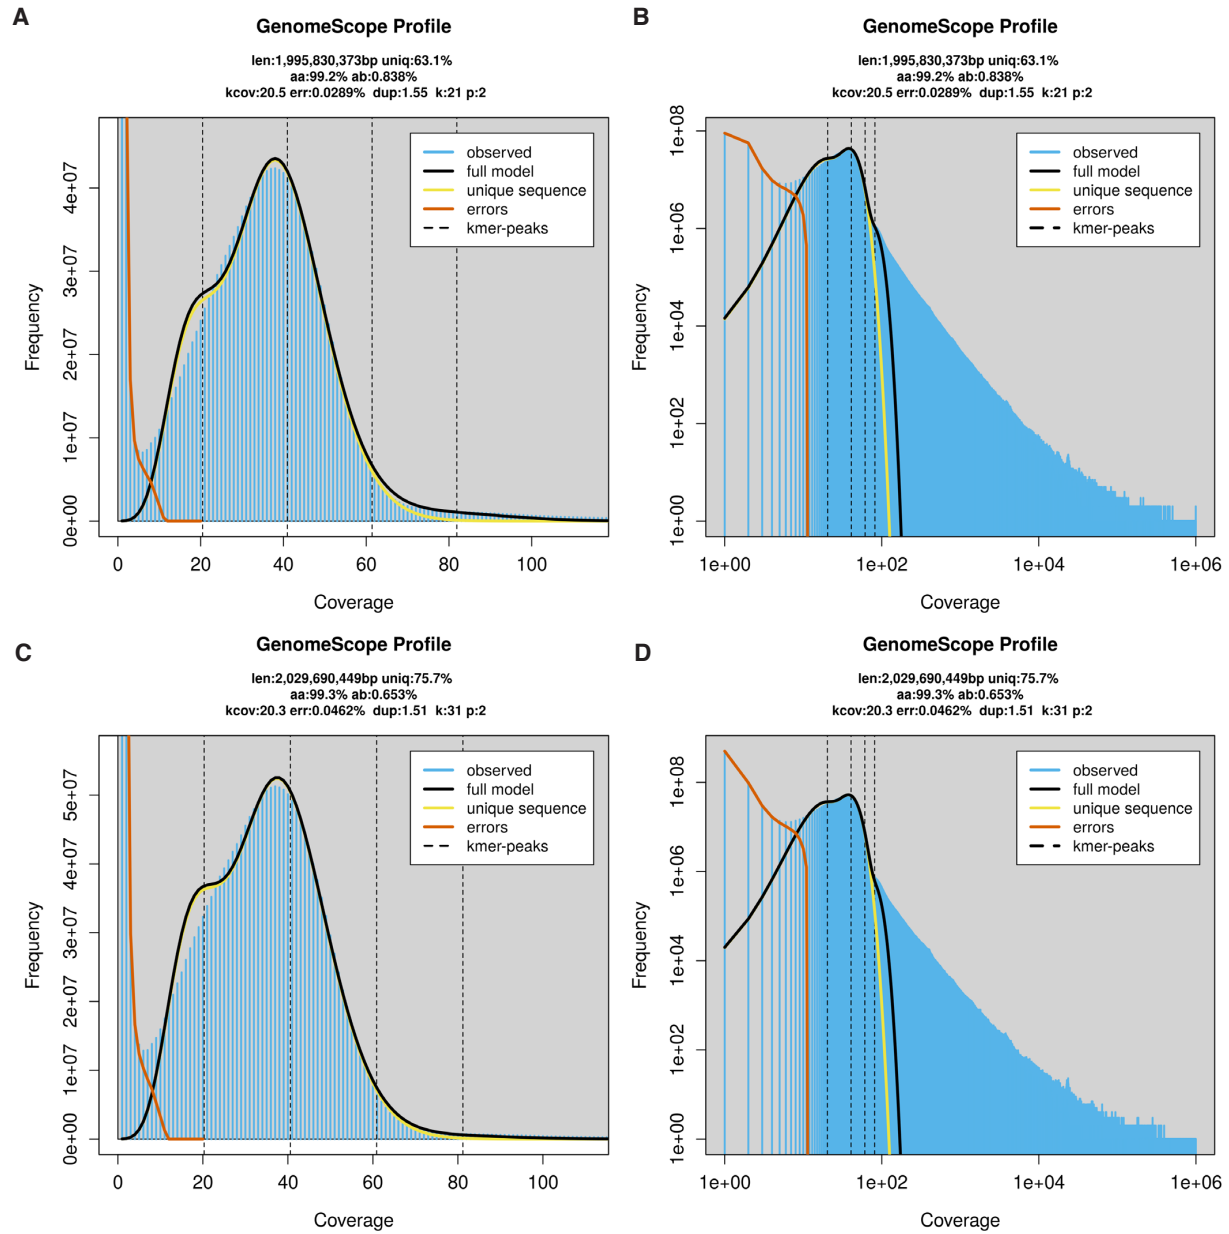 A
GenomeScope Profile
len:1,995,830,373bp uniq:63.1%
aa:99.2% ab:0.838%
kcov:20.5 err:0.0289%  dup:1.55  k:21 p:2
observed
full model
unique sequence
errors
kmer-peaks
Frequency
0e+00
1e+07
2e+07
3e+07
4e+07
0
20
40
60
80
100
Coverage
B
GenomeScope Profile
len:1,995,830,373bp uniq:63.1%
aa:99.2% ab:0.838%
kcov:20.5 err:0.0289%  dup:1.55  k:21 p:2
observed
full model
unique sequence
errors
kmer-peaks
Frequency
1e+00
1e+02
1e+04
1e+06
1e+08
1e+00
1e+02
1e+04
1e+06
Coverage
C
GenomeScope Profile
len:2,029,690,449bp uniq:75.7%
aa:99.3% ab:0.653%
kcov:20.3 err:0.0462%  dup:1.51  k:31 p:2
observed
full model
unique sequence
errors
kmer-peaks
Frequency
0e+00
1e+07
2e+07
3e+07
4e+07
5e+07
0
20
40
60
80
100
Coverage
D
GenomeScope Profile
len:2,029,690,449bp uniq:75.7%
aa:99.3% ab:0.653%
kcov:20.3 err:0.0462%  dup:1.51  k:31 p:2
observed
full model
unique sequence
errors
kmer-peaks
Frequency
1e+00
1e+02
1e+04
1e+06
1e+08
1e+00
1e+02
1e+04
1e+06
Coverage